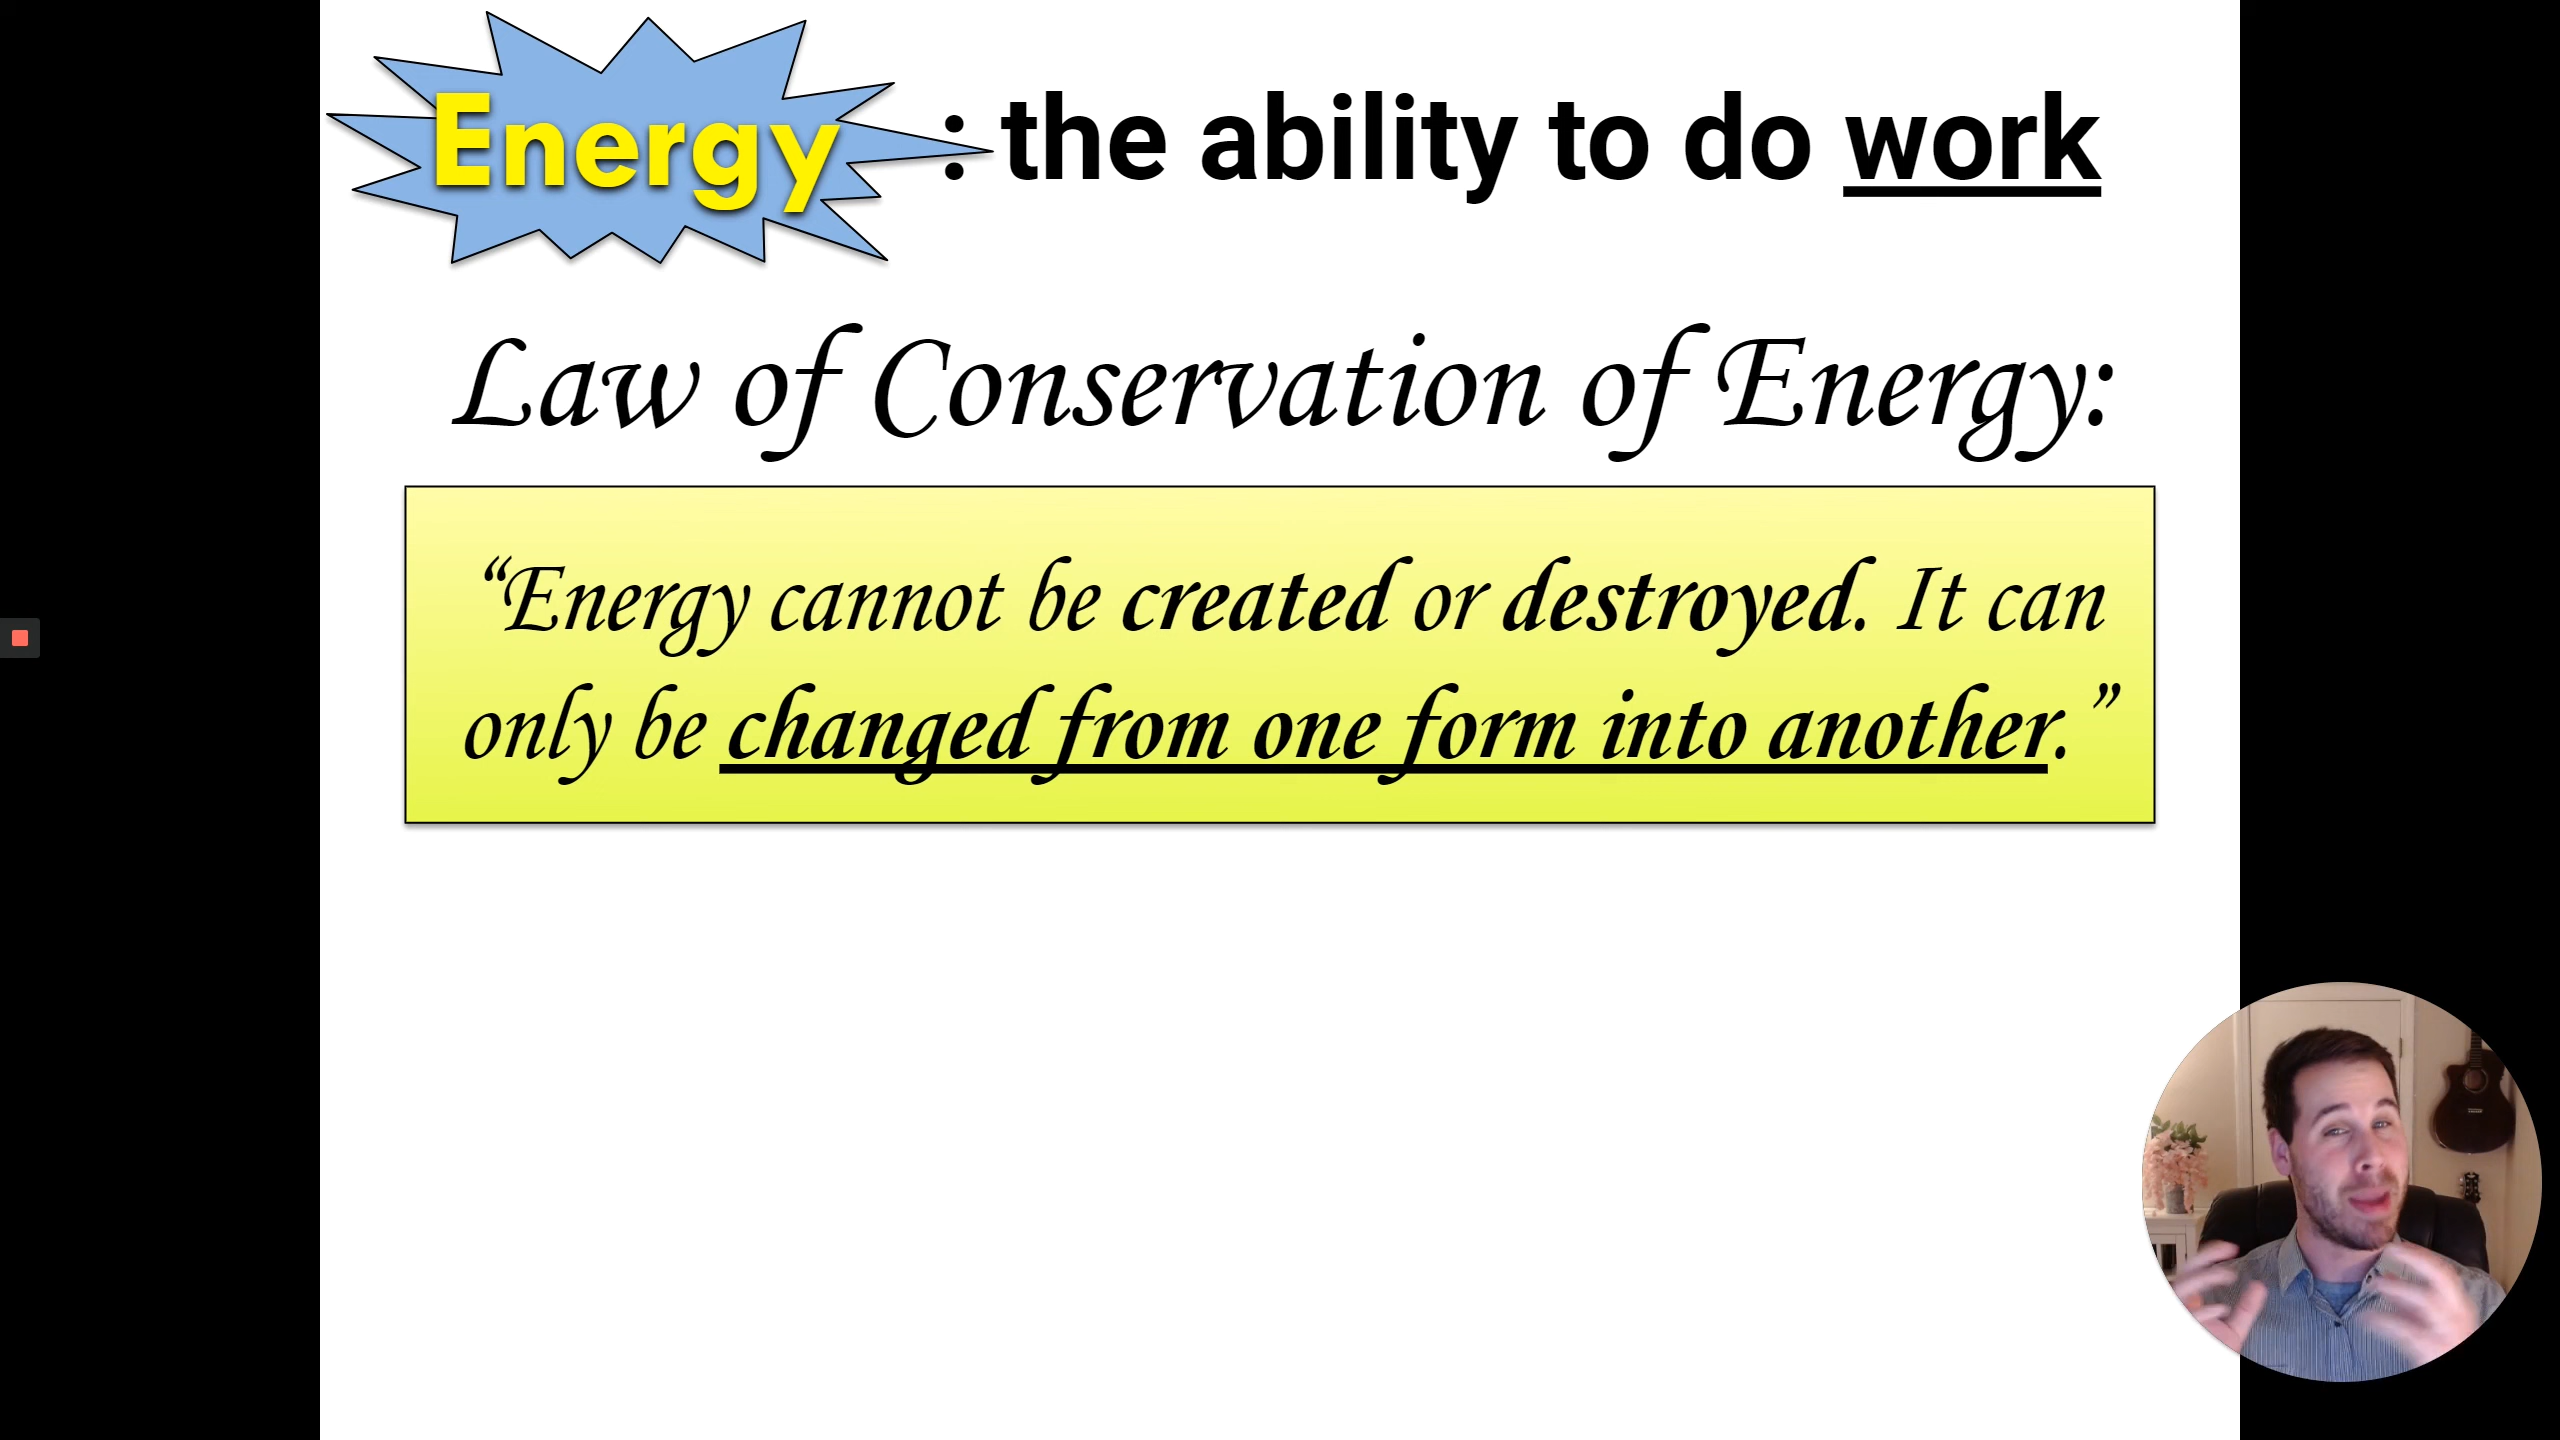 Energy : the ability to do work
Law of Conservation of Energy:
“Energy cannot be created or destroyed. It can
only be changed from one form into another.”